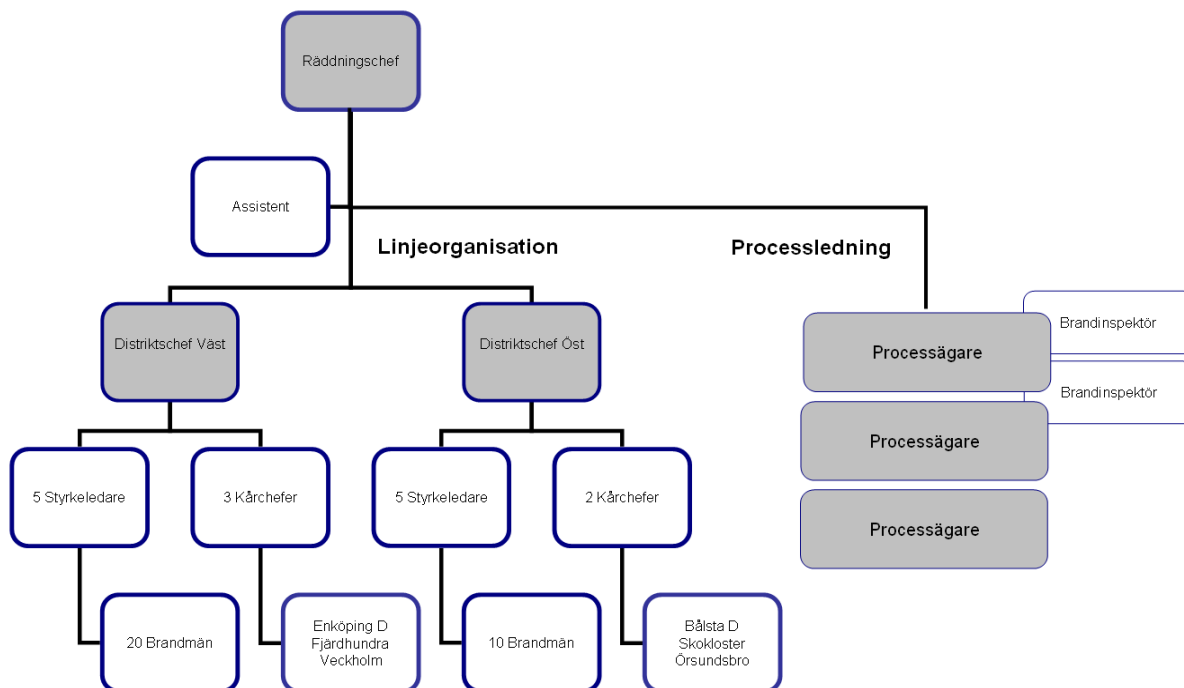 Räddningschef
Assistent
Linjeorganisation
Processledning
Distriktschef Väst
Distriktschef Öst
Processägare
Brandinspektör
Brandinspektör
Processägare
Processägare
5 Styrkeledare
3 Kårchefer
5 Styrkeledare
2 Kårchefer
20 Brandmän
Enköping D
Fjärdhundra
Veckholm
10 Brandmän
Bålsta D
Skokloster
Örsundsbro